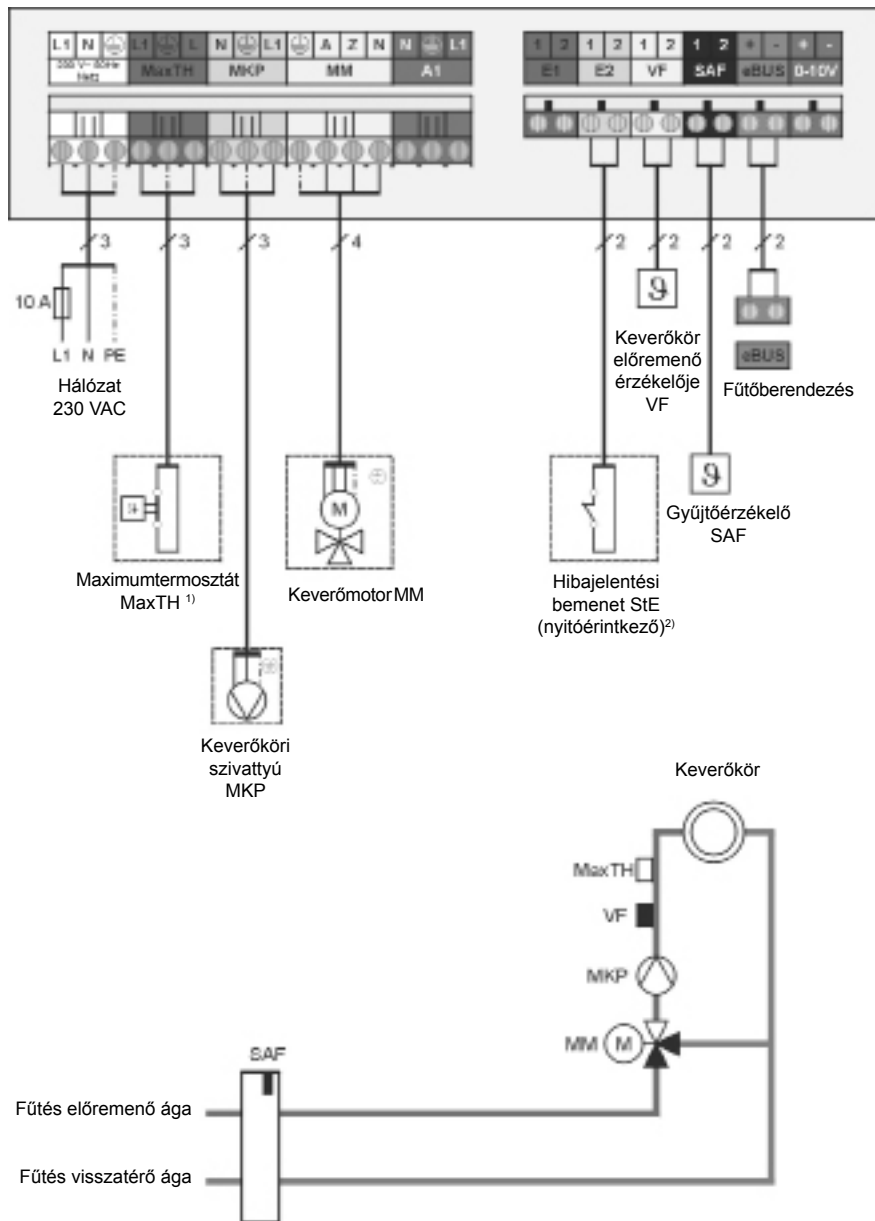 L1 N L1 L N L1 A Z N N L1
230 V~ 50Hz
Netz
MaxTH MKP MM A1
1 2 1 2 1 2 1 2 + - + -
E1 E2 VF SAF eBUS 0-10V
3 3 3 4 2 2 2 2
10 A
L1 N PE
Hálózat
230 VAC
Keverőkör
előremenő
érzékelője
VF
eBUS
Fűtőberendezés
M
Maximumtermosztát
MaxTH 1)
Keverőmotor MM
Hibajelentési
bemenet StE
(nyitóérintkező)2)
Gyűjtőérzékelő
SAF
Keverőköri
szivattyú
MKP
Keverőkör
MaxTH
VF
MKP
MM M
SAF
Fűtés előremenő ága
Fűtés visszatérő ága